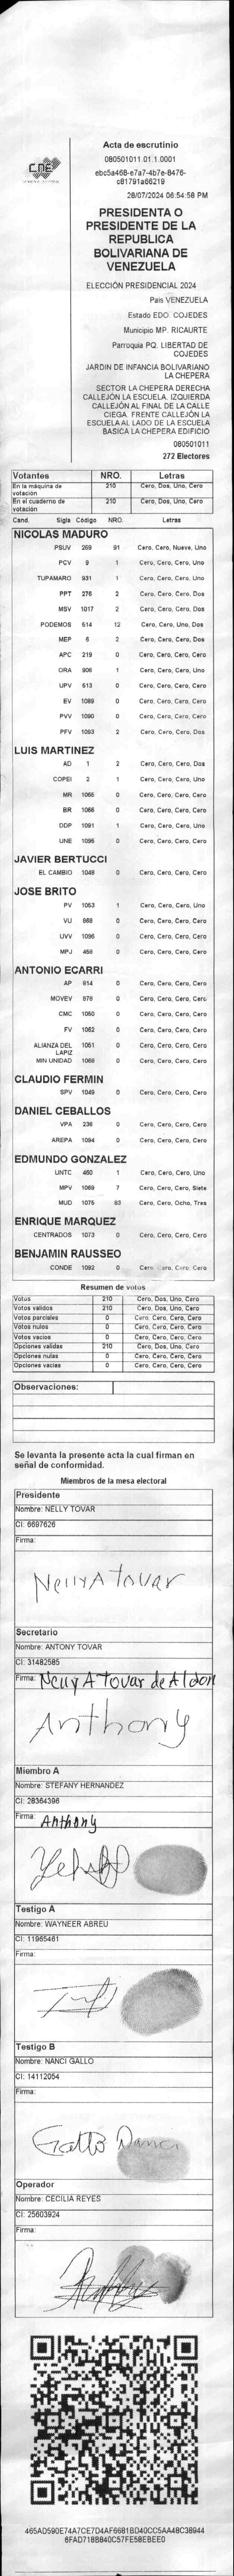 CNE
Acta de escrutinio
080501011.01.1.0001
ebc5a468-e7a7-4b7e-8476-
c81791a66219
28/07/2024 06:54:58 PM
PRESIDENTA O
PRESIDENTE DE LA
REPUBLICA
BOLIVARIANA DE
VENEZUELA
ELECCIÓN PRESIDENCIAL 2024
Pais VENEZUELA
Estado EDO. COJEDES
Municipio MP. RICAURTE
Parroquia PQ. LIBERTAD DE
COJEDES
JARDIN DE INFANCIA BOLIVARIANO
LA CHEPERA
SECTOR LA CHEPERA DERECHA
CALLEJÓN LA ESCUELA. IZQUIERDA
CALLEJÓN AL FINAL DE LA CALLE
CIEGA. FRENTE CALLEJÓN LA
ESCUELA AL LADO DE LA ESCUELA
BASICA LA CHEPERA EDIFICIO
080501011
272 Electores
Votantes NRO. Letras
En la máquina de votación 210 Cero, Dos, Uno, Cero
En el cuaderno de votación 210 Cero, Dos, Uno, Cero
Cand. Sigla Código NRO. Letras
NICOLAS MADURO
PSUV 269 91 Cero, Cero, Nueve, Uno
PCV 9 1 Cero, Cero, Cero, Uno
TUPAMARO 931 1 Cero, Cero, Cero, Uno
PPT 276 2 Cero, Cero, Cero, Dos
MSV 1017 2 Cero, Cero, Cero, Dos
PODEMOS 514 12 Cero, Cero, Uno, Dos
MEP 6 2 Cero, Cero, Cero, Dos
APC 219 0 Cero, Cero, Cero, Cero
ORA 906 1 Cero, Cero, Cero, Uno
UPV 513 0 Cero, Cero, Cero, Cero
EV 1089 0 Cero, Cero, Cero, Cero
PVV 1090 0 Cero, Cero, Cero, Cero
PFV 1093 2 Cero, Cero, Cero, Dos
LUIS MARTINEZ
AD 1 2 Cero, Cero, Cero, Dos
COPEI 2 1 Cero, Cero, Cero, Uno
MR 1065 0 Cero, Cero, Cero, Cero
BR 1066 0 Cero, Cero, Cero, Cero
DDP 1091 1 Cero, Cero, Cero, Uno
UNE 1095 0 Cero, Cero, Cero, Cero
JAVIER BERTUCCI
EL CAMBIO 1048 0 Cero, Cero, Cero, Cero
JOSE BRITO
PV 1053 1 Cero, Cero, Cero, Uno
VU 868 0 Cero, Cero, Cero, Cero
UVV 1096 0 Cero, Cero, Cero, Cero
MPJ 458 0 Cero, Cero, Cero, Cero
ANTONIO ECARRI
AP 814 0 Cero, Cero, Cero, Cero
MOVEV 878 0 Cero, Cero, Cero, Cero
CMC 1050 0 Cero, Cero, Cero, Cero
FV 1052 0 Cero, Cero, Cero, Cero
ALIANZA DEL LAPIZ 1051 0 Cero, Cero, Cero, Cero
MIN UNIDAD 1068 0 Cero, Cero, Cero, Cero
CLAUDIO FERMIN
SPV 1049 0 Cero, Cero, Cero, Cero
DANIEL CEBALLOS
VPA 236 0 Cero, Cero, Cero, Cero
AREPA 1094 0 Cero, Cero, Cero, Cero
EDMUNDO GONZALEZ
UNTC 460 1 Cero, Cero, Cero, Uno
MPV 1069 7 Cero, Cero, Cero, Siete
MUD 1075 83 Cero, Cero, Ocho, Tres
ENRIQUE MARQUEZ
CENTRADOS 1073 0 Cero, Cero, Cero, Cero
BENJAMIN RAUSSEO
CONDE 1092 0 Cero, Cero, Cero, Cero
Resumen de votos
Votos 210 Cero, Dos, Uno, Cero
Votos validos 210 Cero, Dos, Uno, Cero
Votos parciales 0 Cero, Cero, Cero, Cero
Votos nulos 0 Cero, Cero, Cero, Cero
Votos vacios 0 Cero, Cero, Cero, Cero
Opciones validas 210 Cero, Dos, Uno, Cero
Opciones nulas 0 Cero, Cero, Cero, Cero
Opciones vacias 0 Cero, Cero, Cero, Cero
Observaciones:
Se levanta la presente acta la cual firman en
señal de conformidad.
Miembros de la mesa electoral
Presidente
Nombre: NELLY TOVAR
CI: 6697626
Firma:
Nelly A Tovar
Secretario
Nombre: ANTONY TOVAR
CI: 31482585
Firma: Nelly A Tovar de
Anthony
Miembro A
Nombre: STEFANY HERNANDEZ
CI: 28364396
Firma: Anthony
Testigo A
Nombre: WAYNEER ABREU
CI: 11965461
Firma:
Testigo B
Nombre: NANCI GALLO
CI: 14112054
Firma:
Gallo Nanci
Operador
Nombre: CECILIA REYES
CI: 25603924
Firma:
465AD590E74A7CE7D4AF6681BD40CC5AA48C38944
6FAD718B840C57FE58EBEE0